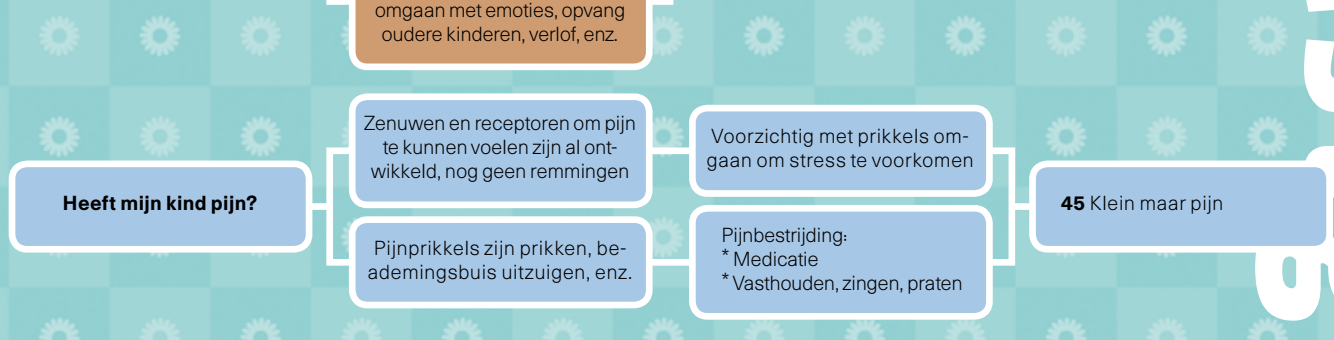 omgaan met emoties, opvang
oudere kinderen, verlof, enz.
Heeft mijn kind pijn?
Zenuwen en receptoren om pijn
te kunnen voelen zijn al ont-
wikkeld, nog geen remmingen
Pijnprikkels zijn prikken, be-
ademingsbuis uitzuigen, enz.
Voorzichtig met prikkels om-
gaan om stress te voorkomen
Pijnbestrijding:
* Medicatie
* Vasthouden, zingen, praten
45 Klein maar pijn